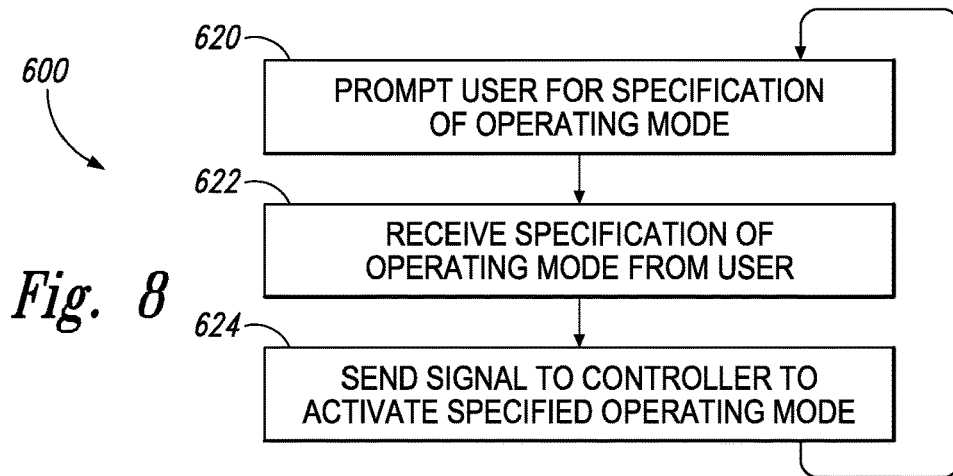 620
600
PROMPT USER FOR SPECIFICATION
OF OPERATING MODE
622
RECEIVE SPECIFICATION OF
OPERATING MODE FROM USER
Fig. 8
624
SEND SIGNAL TO CONTROLLER TO
ACTIVATE SPECIFIED OPERATING MODE